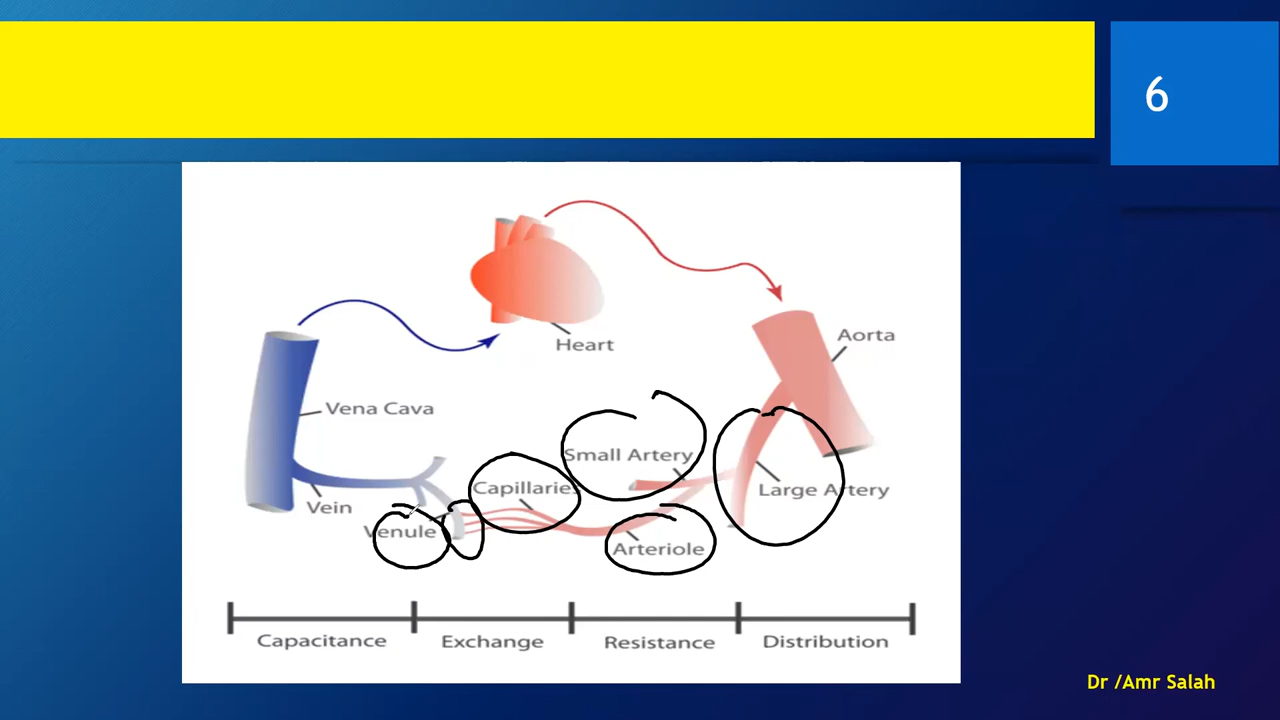 6
Heart
Aorta
Vena Cava
Small Artery
Capillaries
Large Artery
Vein
Venule
Arteriole
Capacitance
Exchange
Resistance
Distribution
Dr /Amr Salah